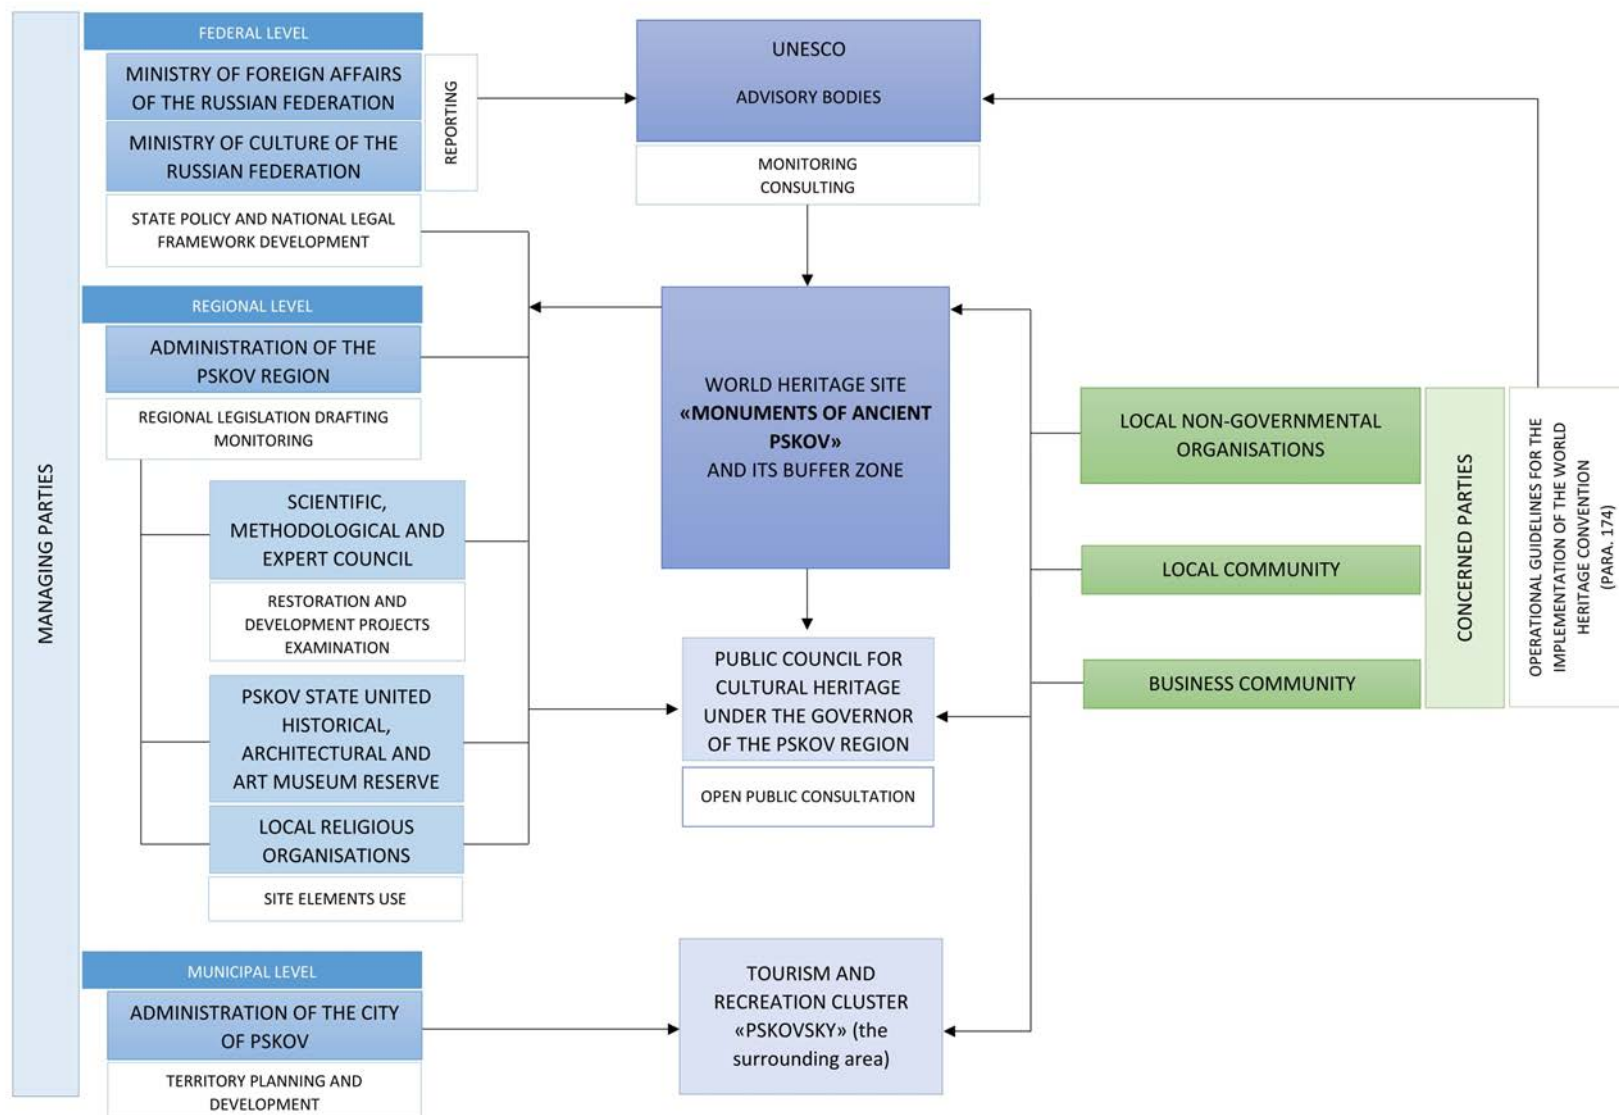 MANAGING PARTIES
FEDERAL LEVEL
MINISTRY OF FOREIGN AFFAIRS
OF THE RUSSIAN FEDERATION
MINISTRY OF CULTURE OF THE
RUSSIAN FEDERATION
REPORTING
STATE POLICY AND NATIONAL LEGAL
FRAMEWORK DEVELOPMENT
REGIONAL LEVEL
ADMINISTRATION OF THE
PSKOV REGION
REGIONAL LEGISLATION DRAFTING
MONITORING
SCIENTIFIC,
METHODOLOGICAL AND
EXPERT COUNCIL
RESTORATION AND
DEVELOPMENT PROJECTS
EXAMINATION
PSKOV STATE UNITED
HISTORICAL,
ARCHITECTURAL AND
ART MUSEUM RESERVE
LOCAL RELIGIOUS
ORGANISATIONS
SITE ELEMENTS USE
MUNICIPAL LEVEL
ADMINISTRATION OF THE CITY
OF PSKOV
TERRITORY PLANNING AND
DEVELOPMENT
UNESCO
ADVISORY BODIES
MONITORING
CONSULTING
WORLD HERITAGE SITE
«MONUMENTS OF ANCIENT
PSKOV»
AND ITS BUFFER ZONE
PUBLIC COUNCIL FOR
CULTURAL HERITAGE
UNDER THE GOVERNOR
OF THE PSKOV REGION
OPEN PUBLIC CONSULTATION
TOURISM AND
RECREATION CLUSTER
«PSKOVSKY» (the
surrounding area)
LOCAL NON-GOVERNMENTAL
ORGANISATIONS
LOCAL COMMUNITY
BUSINESS COMMUNITY
CONCERNED PARTIES
OPERATIONAL GUIDELINES FOR THE
IMPLEMENTATION OF THE WORLD
HERITAGE CONVENTION
(PARA. 174)